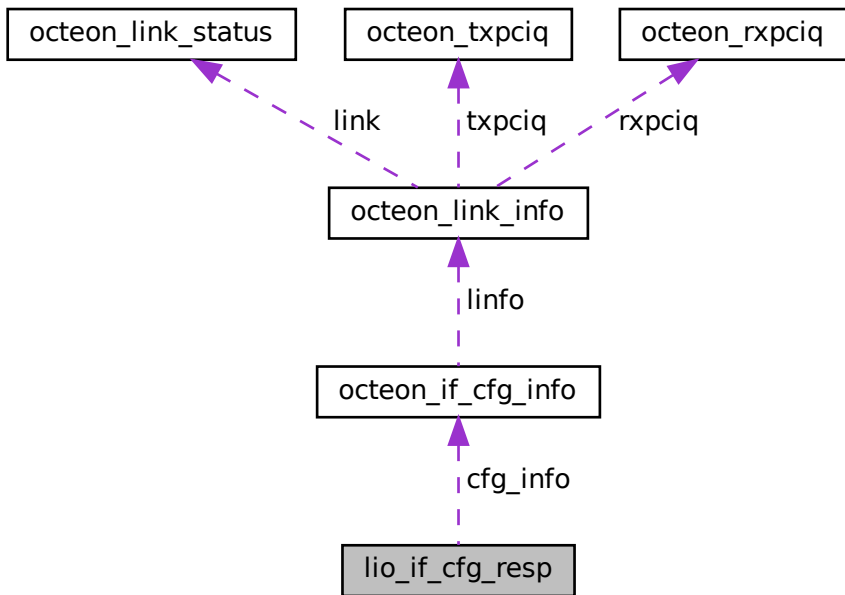 octeon_link_status
octeon_txpciq
octeon_rxpciq
link
txpciq
rxpciq
octeon_link_info
linfo
octeon_if_cfg_info
cfg_info
lio_if_cfg_resp